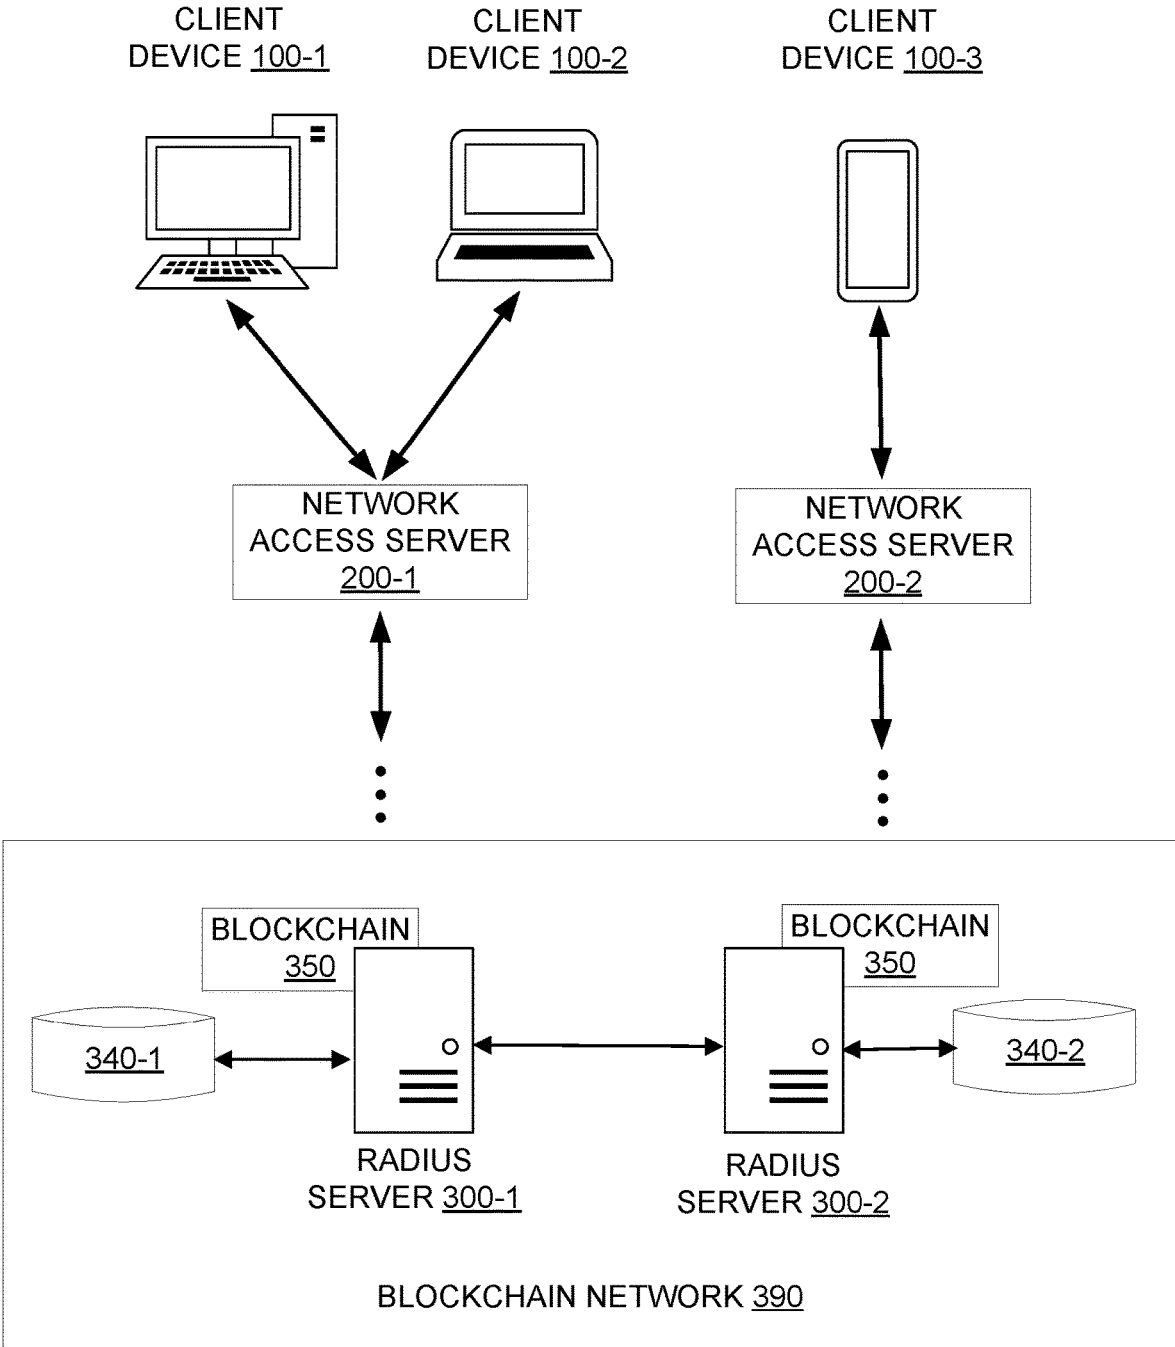 CLIENT
DEVICE 100-1
CLIENT
DEVICE 100-2
CLIENT
DEVICE 100-3
NETWORK
ACCESS SERVER
200-1
NETWORK
ACCESS SERVER
200-2
BLOCKCHAIN
350
BLOCKCHAIN
350
340-1
340-2
RADIUS
SERVER 300-1
RADIUS
SERVER 300-2
BLOCKCHAIN NETWORK 390